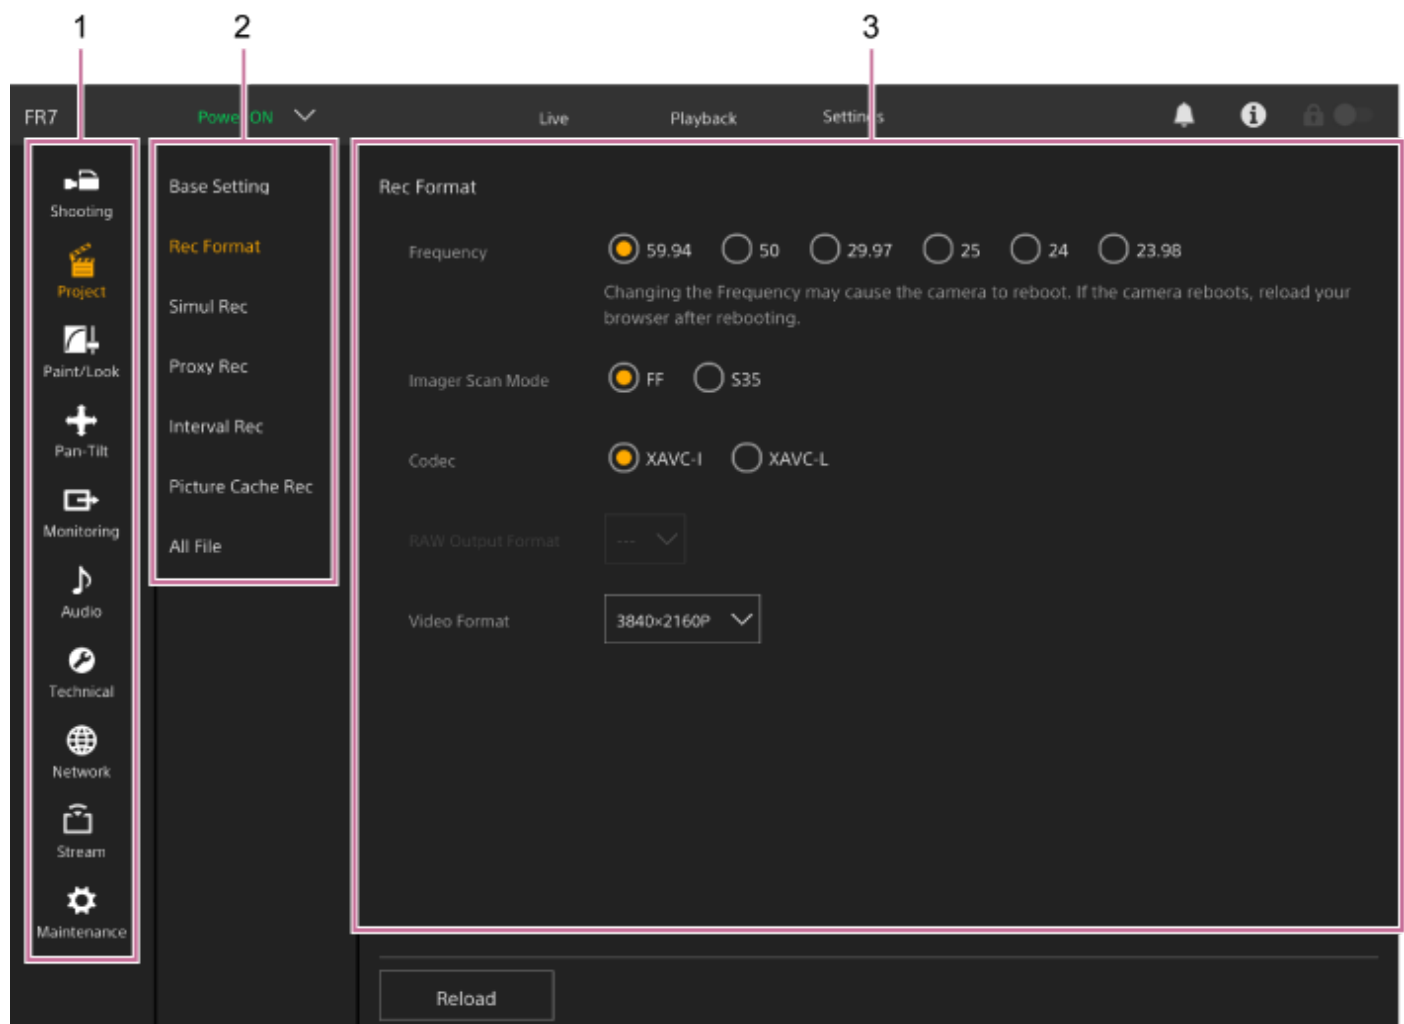 1 2 3
FR7 Power ON Live Playback Settings
Shooting
Project
Paint/Look
Pan-Tilt
Monitoring
Audio
Technical
Network
Stream
Maintenance
Base Setting
Rec Format
Simul Rec
Proxy Rec
Interval Rec
Picture Cache Rec
All File
Rec Format
Frequency 59.94 50 29.97 25 24 23.98
Changing the Frequency may cause the camera to reboot. If the camera reboots, reload your
browser after rebooting.
Imager Scan Mode FF S35
Codec XAVC-I XAVC-L
RAW Output Format ---
Video Format 3840×2160P
Reload